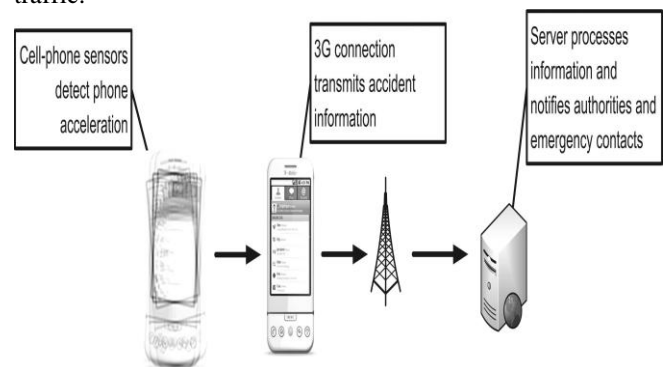 Cell-phone sensors
detect phone
acceleration
3G connection
transmits accident
information
Server processes
information and
notifies authorities and
emergency contacts